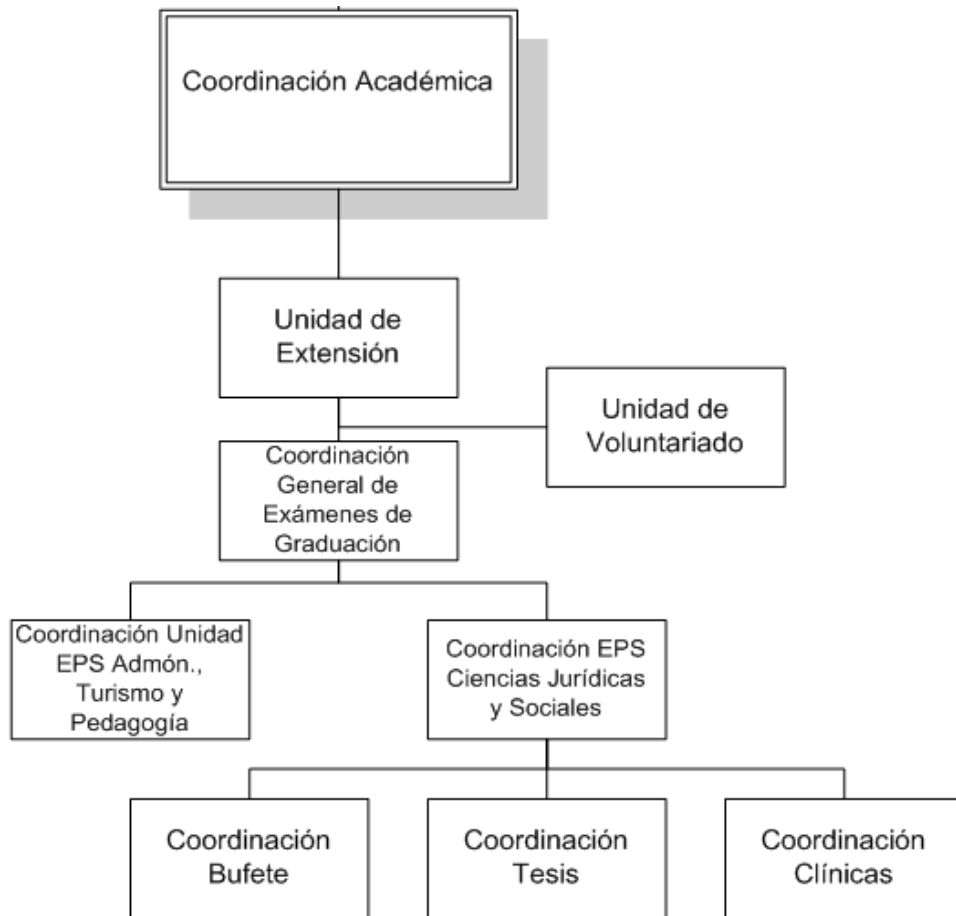 Coordinación Académica
Unidad de
Extensión
Unidad de
Voluntariado
Coordinación
General de
Exámenes de
Graduación
Coordinación Unidad
EPS Admón.,
Turismo y
Pedagogía
Coordinación EPS
Ciencias Jurídicas
y Sociales
Coordinación
Bufete
Coordinación
Tesis
Coordinación
Clínicas